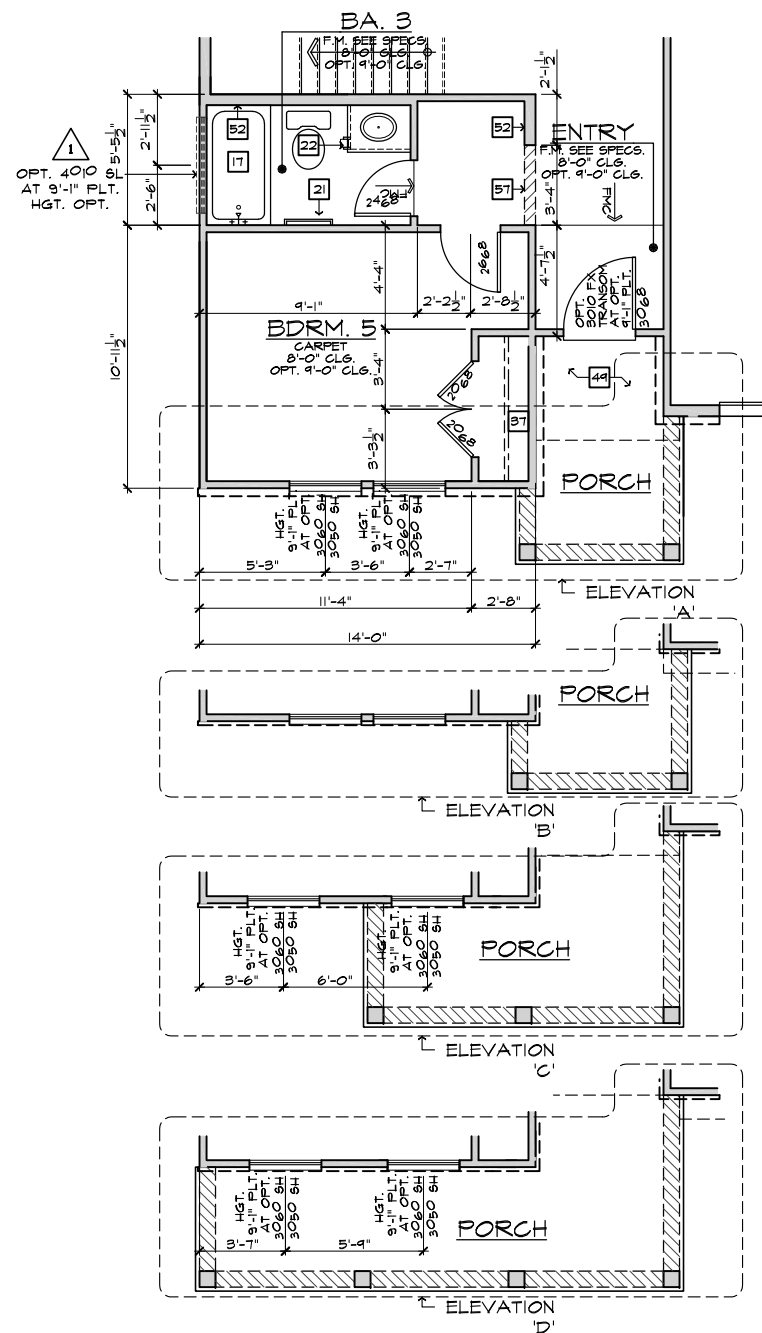 BA. 3
F.M. SEE SPECS
8'-0" CLG.
OPT. 9'-0" CLG.
2'-1½"
52
52
ENTRY
F.M. SEE SPECS.
8'-0" CLG.
OPT. 9'-0" CLG.
1
OPT. 4010 SL
AT 9'-1" PLT.
HGT. OPT.
5'-5½"
2'-11½"
2'-6"
17
22
21
FMC
2468
57
3'-4"
FMC
4'-7½"
2668
4'-4"
9'-1"
2'-2½"
2'-8½"
OPT.
3010 FX
TRANSOM
AT OPT.
9'-1" PLT.
3068
BDRM. 5
CARPET
8'-0" CLG.
OPT. 9'-0" CLG.
10'-11½"
3'-4"
2068
2068
49
37
3'-3½"
PORCH
3050 SH
3060 SH
AT OPT.
9'-1" PLT.
HGT.
3050 SH
3060 SH
AT OPT.
9'-1" PLT.
HGT.
5'-3"
3'-6"
2'-7"
11'-4"
2'-8"
14'-0"
ELEVATION
'A'
PORCH
ELEVATION
'B'
3050 SH
3060 SH
AT OPT.
9'-1" PLT.
HGT.
3050 SH
3060 SH
AT OPT.
9'-1" PLT.
HGT.
PORCH
3'-6"
6'-0"
ELEVATION
'C'
3050 SH
3060 SH
AT OPT.
9'-1" PLT.
HGT.
3050 SH
3060 SH
AT OPT.
9'-1" PLT.
HGT.
PORCH
3'-7"
5'-9"
ELEVATION
'D'